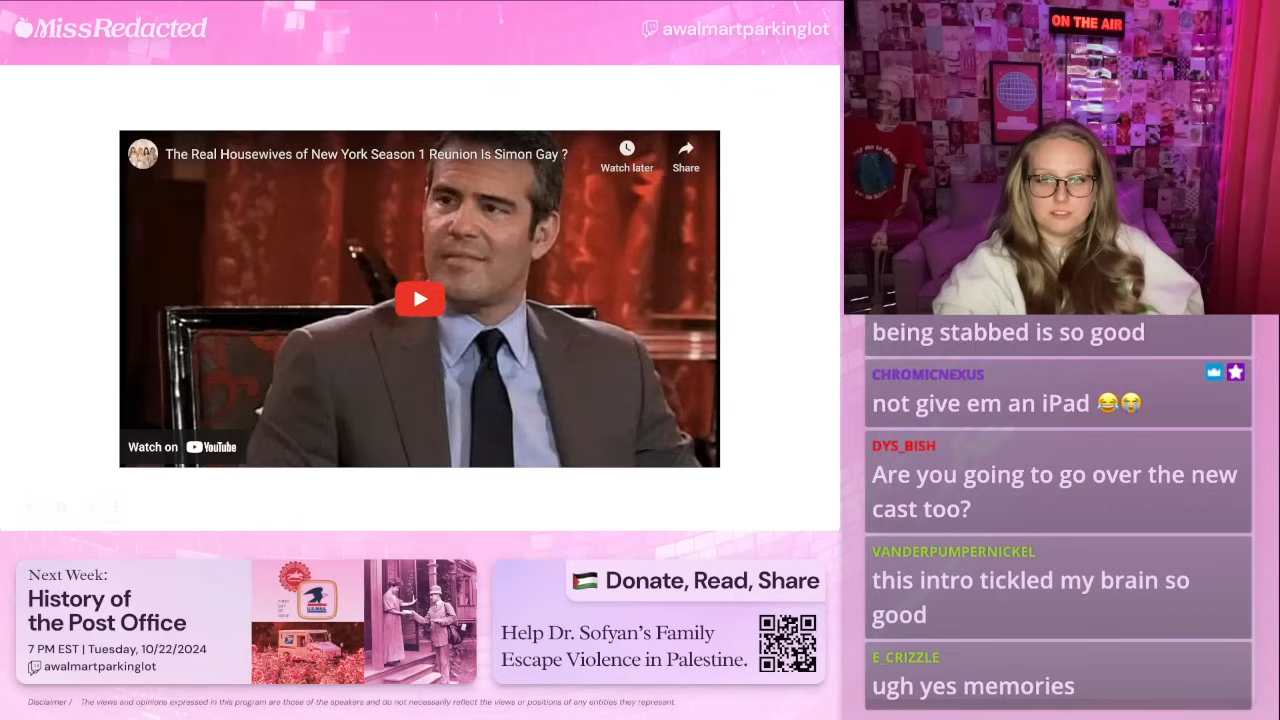 MissRedacted
awalmartparkinglot
ON THE AIR
The Real Housewives of New York Season 1 Reunion Is Simon Gay ?
Watch later
Share
Watch on YouTube
being stabbed is so good
CHROMICNEXUS
not give em an iPad 😂😭
DYS_BISH
Are you going to go over the new
cast too?
VANDERPUMPERNICKEL
this intro tickled my brain so
good
E_CRIZZLE
ugh yes memories
Next Week:
History of
the Post Office
7 PM EST | Tuesday, 10/22/2024
awalmartparkinglot
U.S. MAIL
🇵🇸 Donate, Read, Share
Help Dr. Sofyan's Family
Escape Violence in Palestine.
Disclaimer / The views and opinions expressed in this program are those of the speakers and do not necessarily reflect the views or positions of any entities they represent.